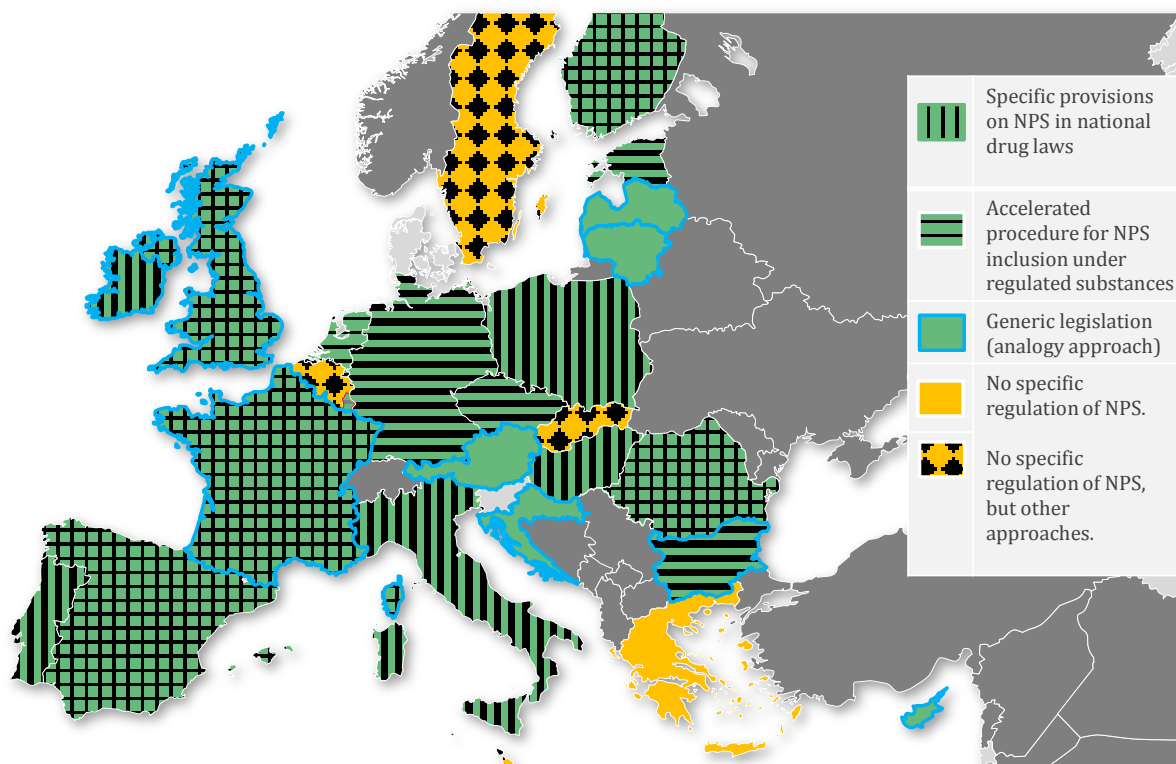 Specific provisions
on NPS in national
drug laws
Accelerated
procedure for NPS
inclusion under
regulated substances
Generic legislation
(analogy approach)
No specific
regulation of NPS.
No specific
regulation of NPS,
but other
approaches.